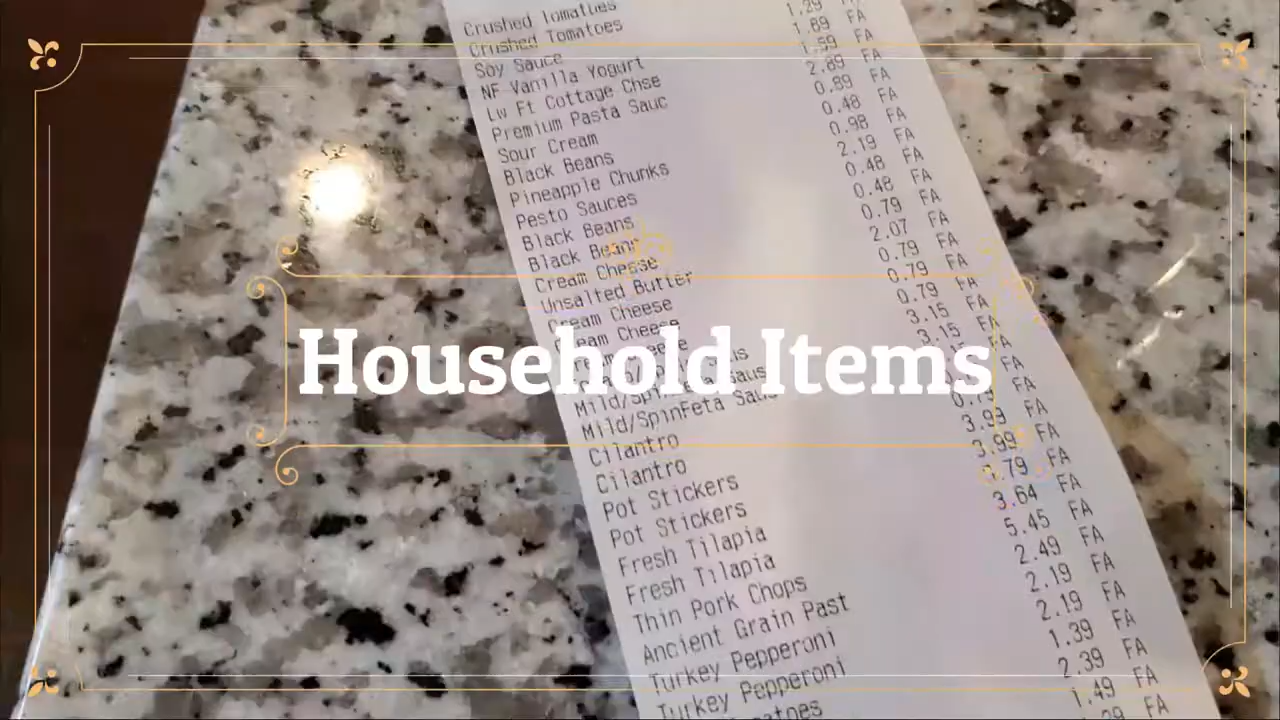 Crushed Tomatoes
Crushed Tomatoes
Soy Sauce
NF Vanilla Yogurt
Lw Ft Cottage Chse
Premium Pasta Sauc
Sour Cream
Black Beans
Pineapple Chunks
Pesto Sauces
Black Beans
Black Beans
Cream Cheese
Unsalted Butter
Cream Cheese
Cream Cheese
Mild/SpinFeta Saus
Cilantro
Cilantro
Pot Stickers
Pot Stickers
Fresh Tilapia
Fresh Tilapia
Thin Pork Chops
Ancient Grain Past
Turkey Pepperoni
Turkey Pepperoni
1.29 FA
1.89 FA
1.59 FA
2.89 FA
0.89 FA
0.48 FA
0.98 FA
2.19 FA
0.48 FA
0.48 FA
0.79 FA
2.07 FA
0.79 FA
0.79 FA
0.79 FA
3.15 FA
3.15 FA
3.99 FA
3.99 FA
3.64 FA
5.45 FA
2.49 FA
2.19 FA
2.19 FA
1.39 FA
2.39 FA
1.49 FA
Household Items